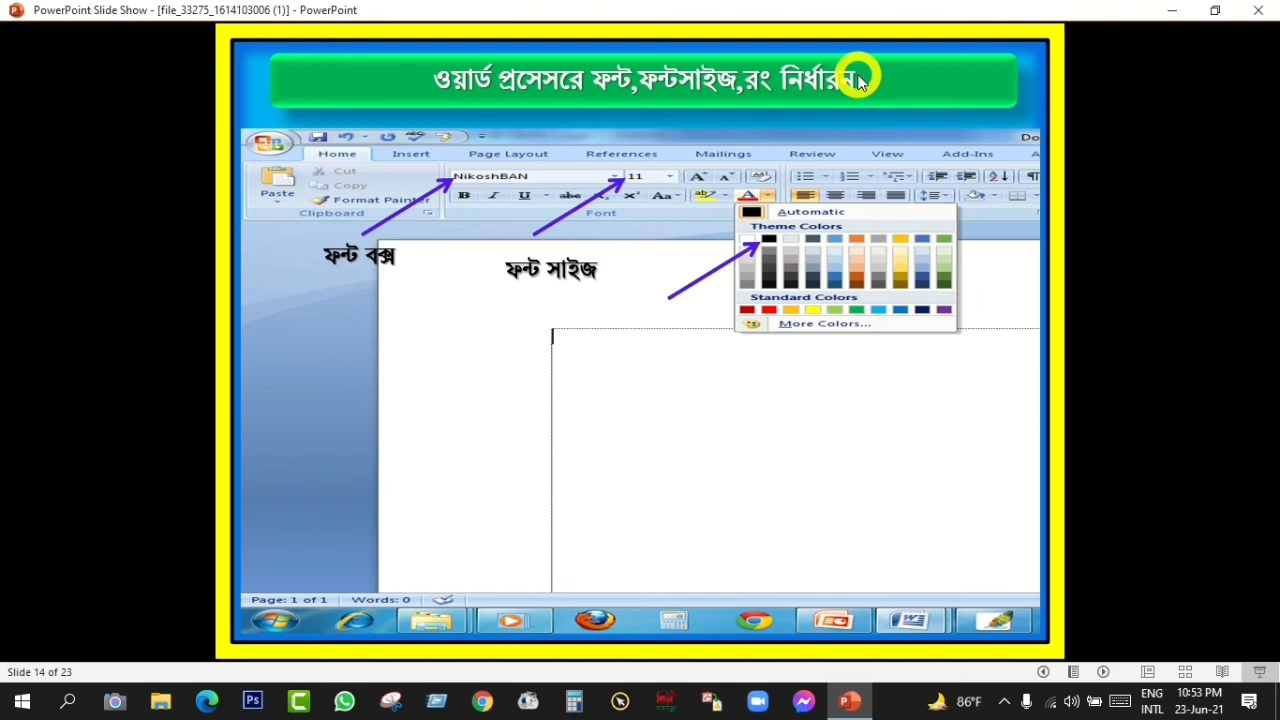 PowerPoint Slide Show - [file_33275_1614103006 (1)] - PowerPoint
ওয়ার্ড প্রসেসরে ফন্ট,ফন্টসাইজ,রং নির্ধারন
Do
Home Insert Page Layout References Mailings Review View Add-Ins A
Cut
NikoshBAN 11
Copy
Paste
Format Painter
Clipboard Font
Automatic
Theme Colors
ফন্ট বক্স
ফন্ট সাইজ
Standard Colors
More Colors...
Page: 1 of 1 Words: 0
Slide 14 of 23
86°F
ENG
INTL
10:53 PM
23-Jun-21